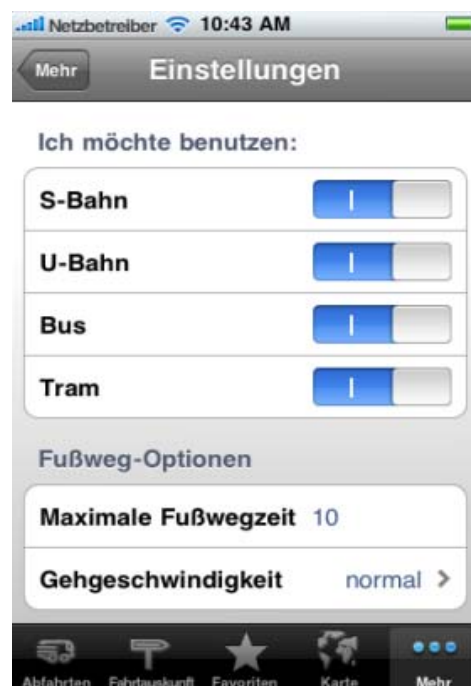 Netzbetreiber 10:43 AM
Mehr Einstellungen
Ich möchte benutzen:
S-Bahn
U-Bahn
Bus
Tram
Fußweg-Optionen
Maximale Fußwegzeit 10
Gehgeschwindigkeit normal >
Abfahrten Fahrtauskunft Favoriten Karte Mehr